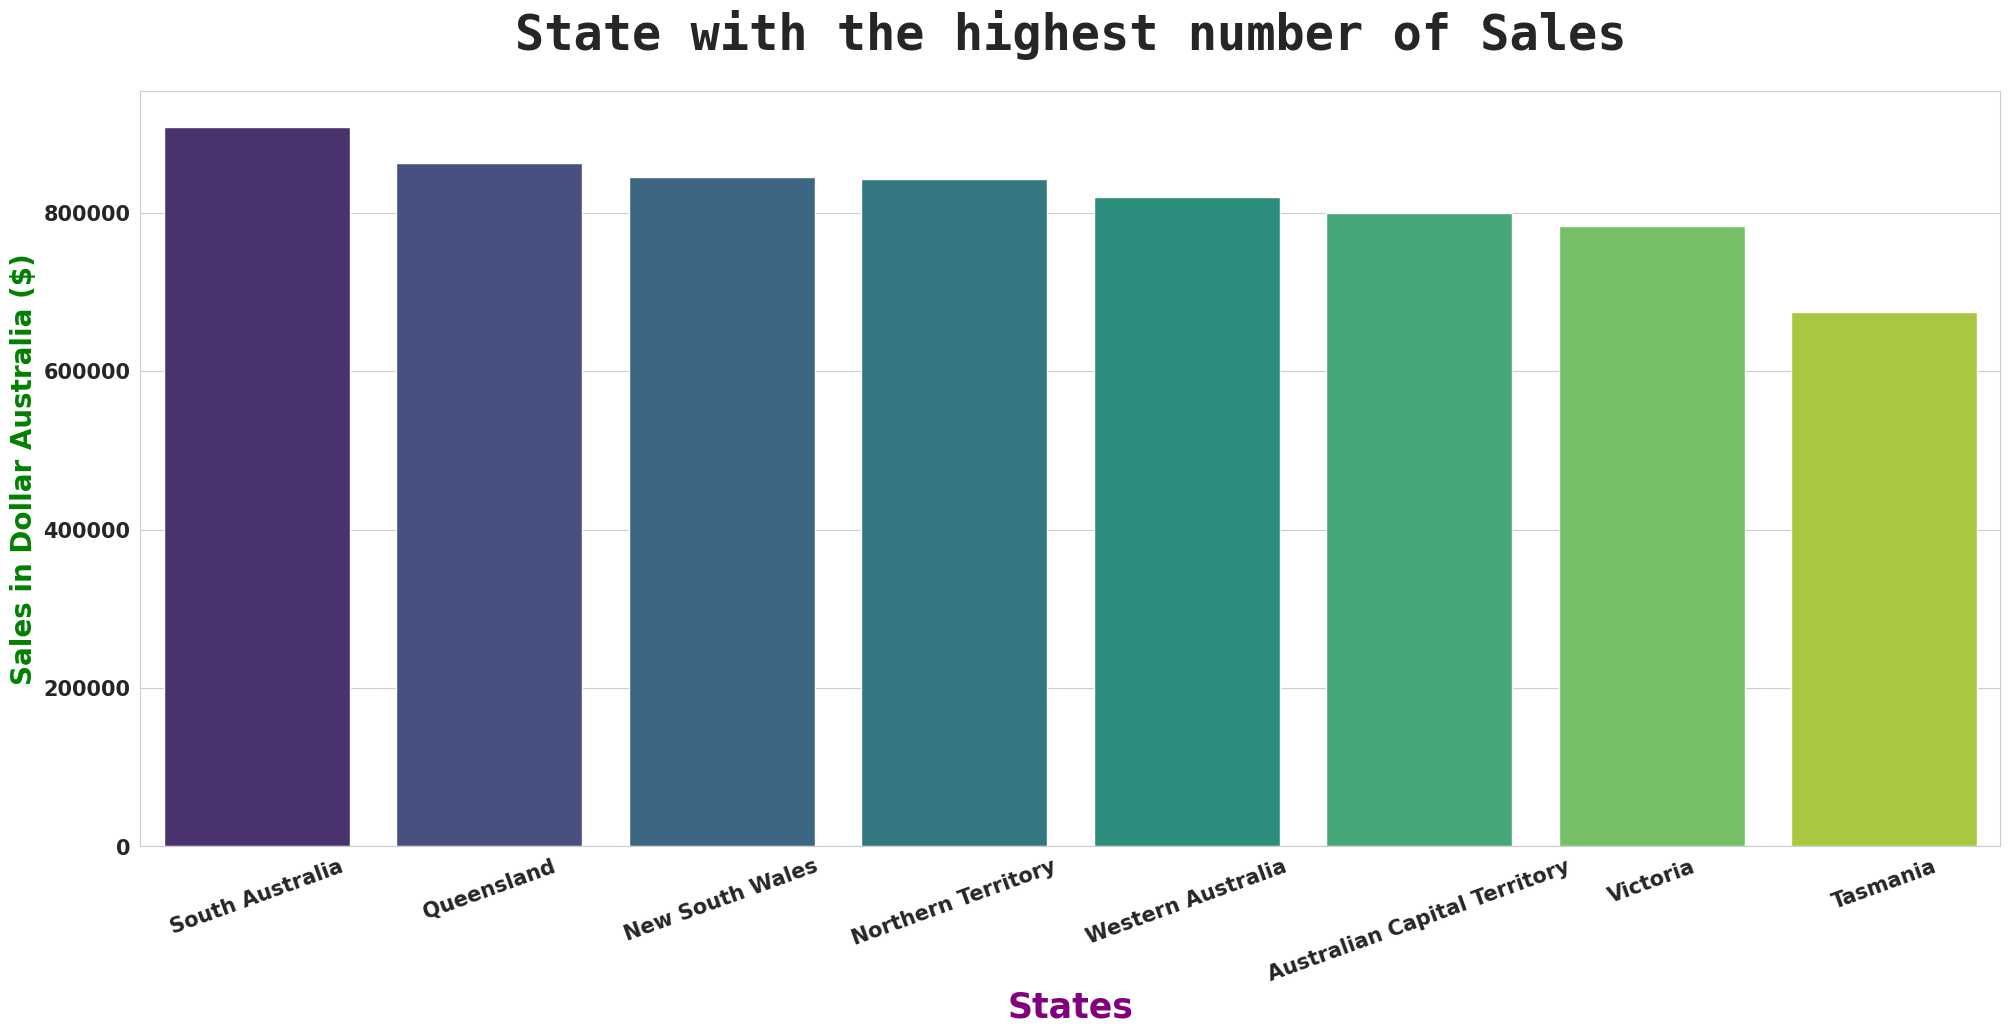 State with the highest number of Sales
Sales in Dollar Australia ($)
800000
600000
400000
200000
0
South Australia
Queensland
New South Wales
Northern Territory
Western Australia
Australian Capital Territory
Victoria
Tasmania
States